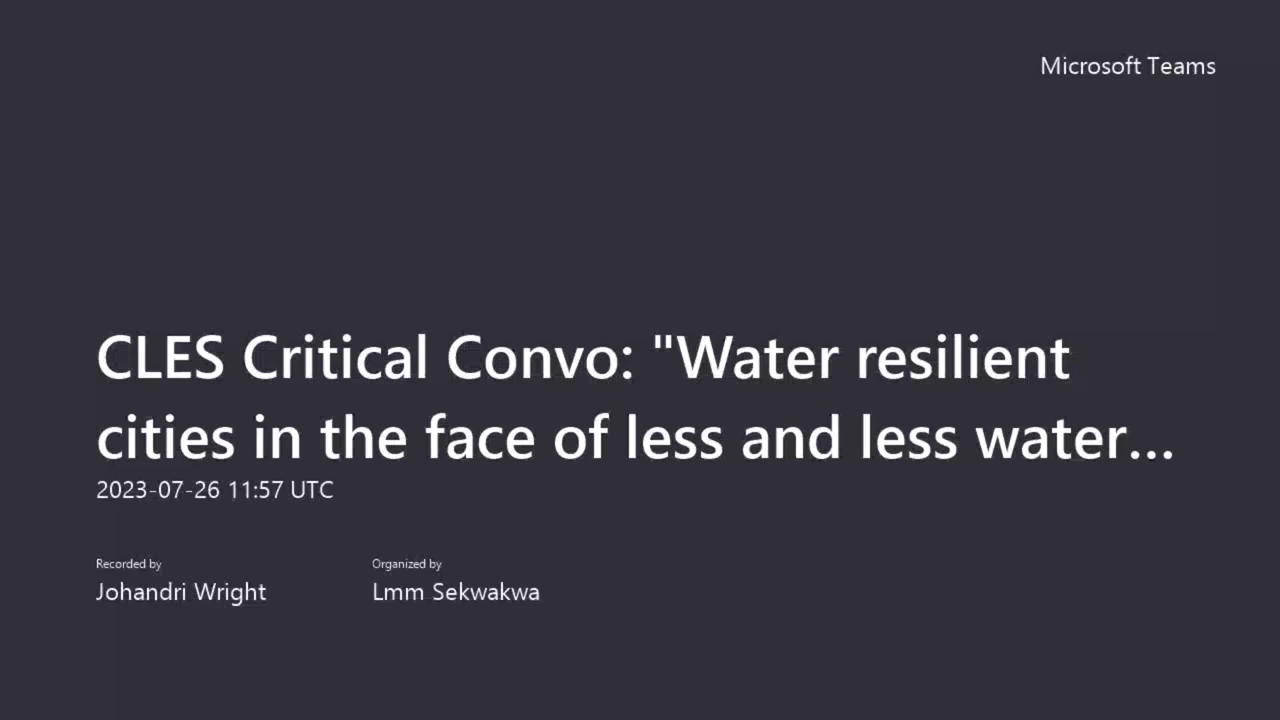 Microsoft Teams
CLES Critical Convo: "Water resilient
cities in the face of less and less water...
2023-07-26 11:57 UTC
Recorded by
Organized by
Johandri Wright
Lmm Sekwakwa